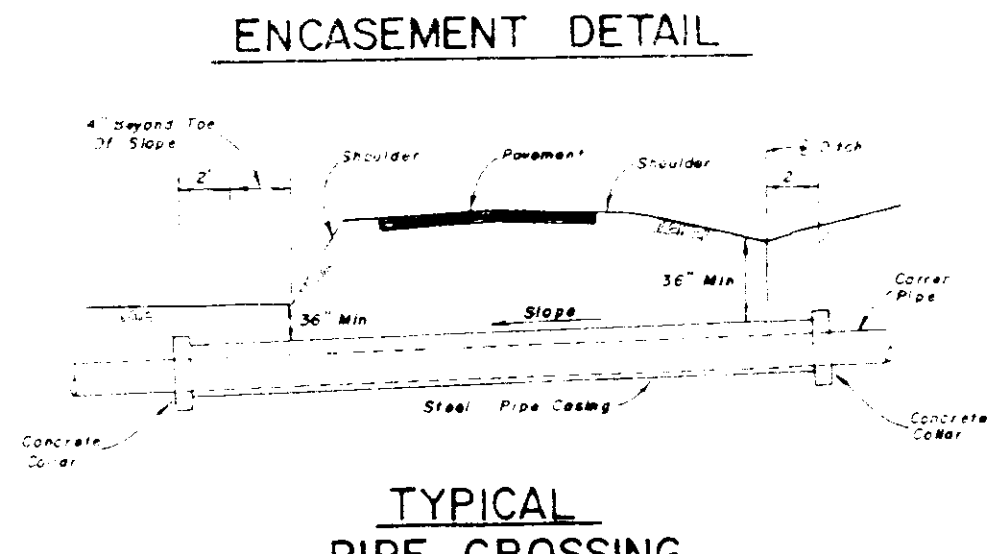 ENCASEMENT DETAIL
4" Beyond Toe
Of Slope
2'
Shoulder
Pavement
Shoulder
Ditch
2
36" Min
36" Min
Slope
Carrer
Pipe
Steel Pipe Casing
Concrete
Collar
Concrete
Collar
TYPICAL
PIPE CROSSING